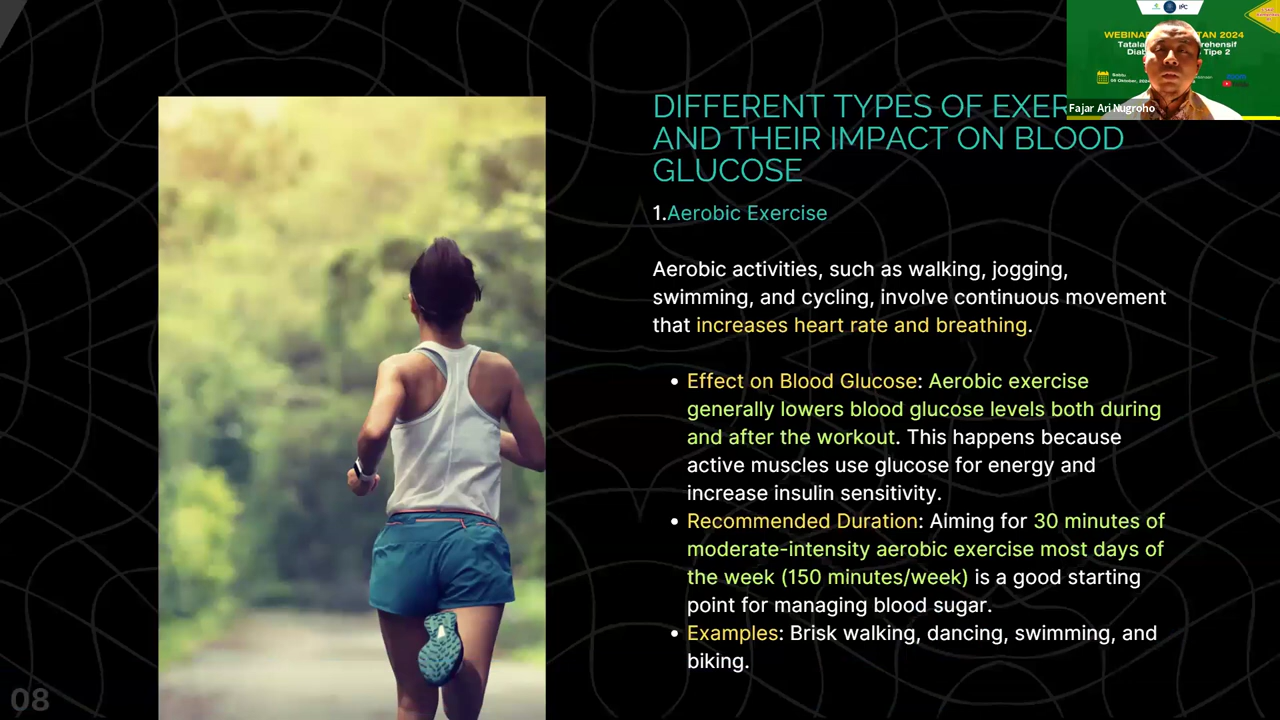 DIFFERENT TYPES OF
AND THEIR IMPACT ON BLOOD
GLUCOSE
1.Aerobic Exercise
Aerobic activities, such as walking, jogging,
swimming, and cycling, involve continuous movement
that increases heart rate and breathing.
• Effect on Blood Glucose: Aerobic exercise
generally lowers blood glucose levels both during
and after the workout. This happens because
active muscles use glucose for energy and
increase insulin sensitivity.
• Recommended Duration: Aiming for 30 minutes of
moderate-intensity aerobic exercise most days of
the week (150 minutes/week) is a good starting
point for managing blood sugar.
• Examples: Brisk walking, dancing, swimming, and
biking.
08
IPC
2024
Tipe 2
Sabtu,
Fajar Ari Nugroho